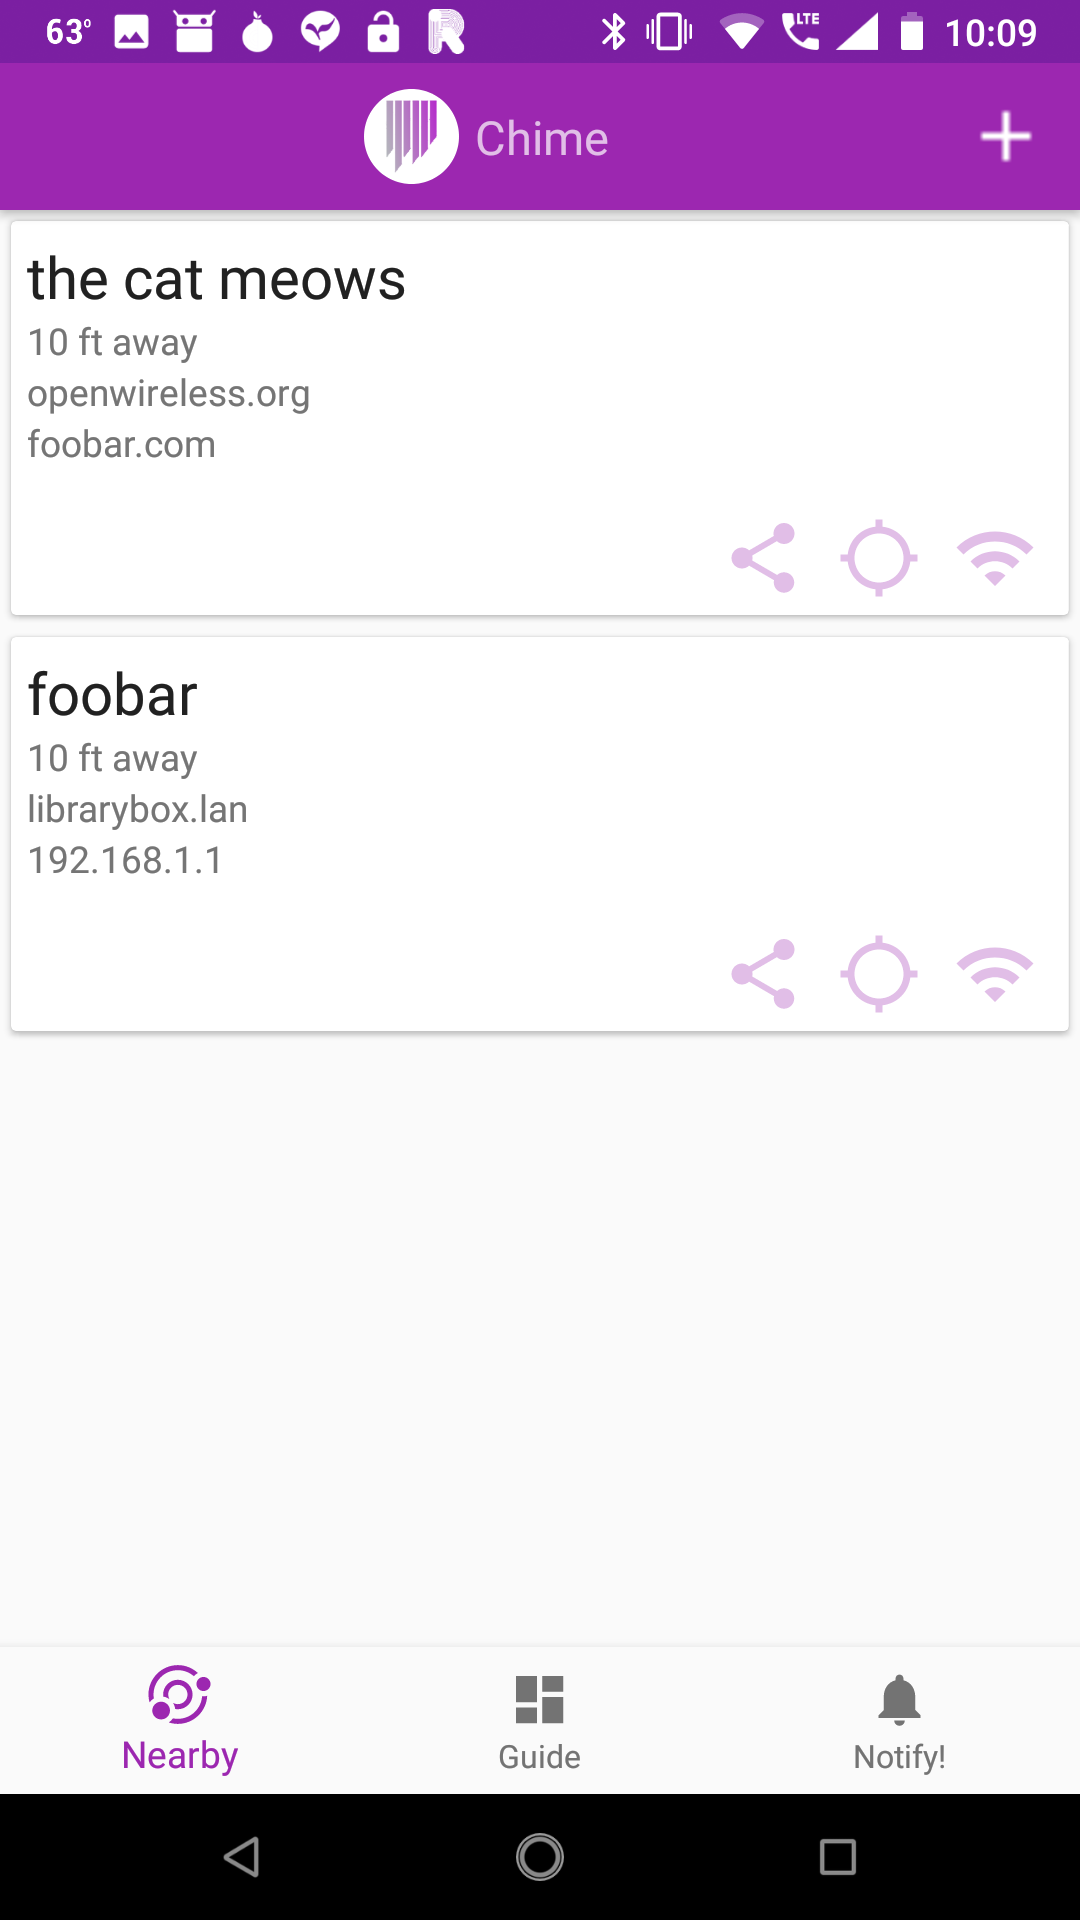 63°
LTE
10:09
Chime
the cat meows
10 ft away
openwireless.org
foobar.com
foobar
10 ft away
librarybox.lan
192.168.1.1
Nearby
Guide
Notify!